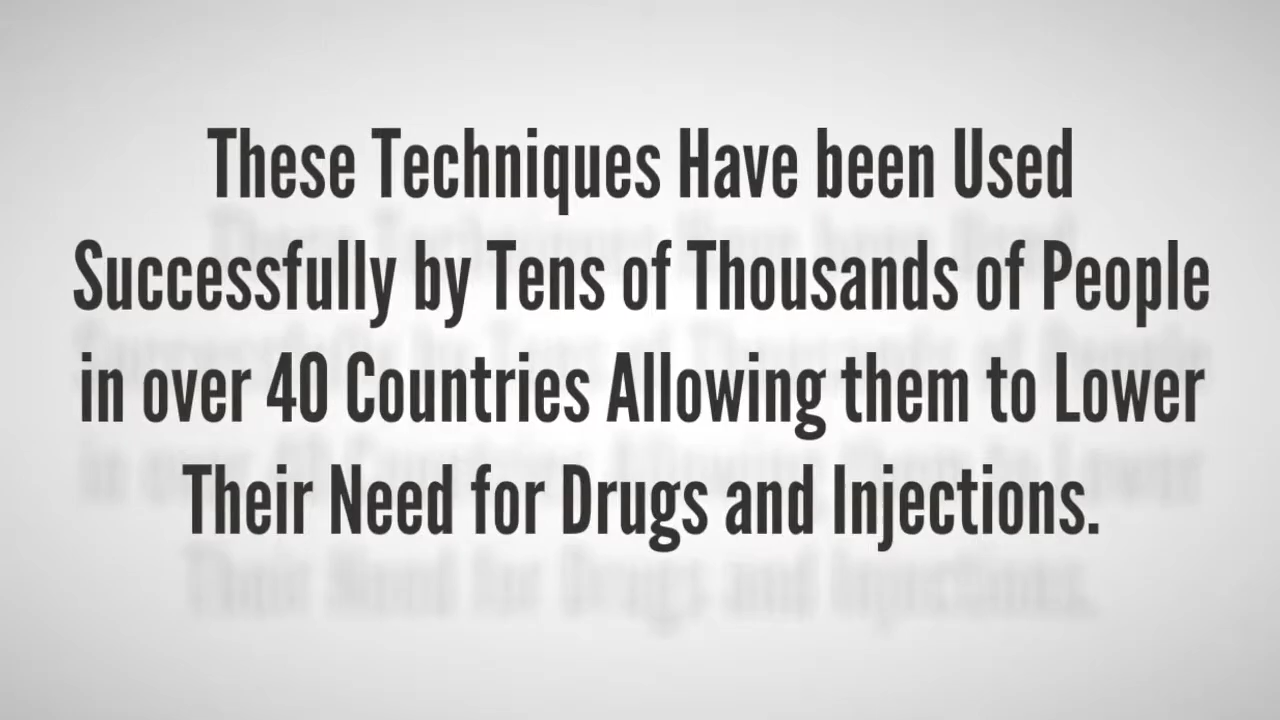 These Techniques Have been Used
Successfully by Tens of Thousands of People
in over 40 Countries Allowing them to Lower
Their Need for Drugs and Injections.